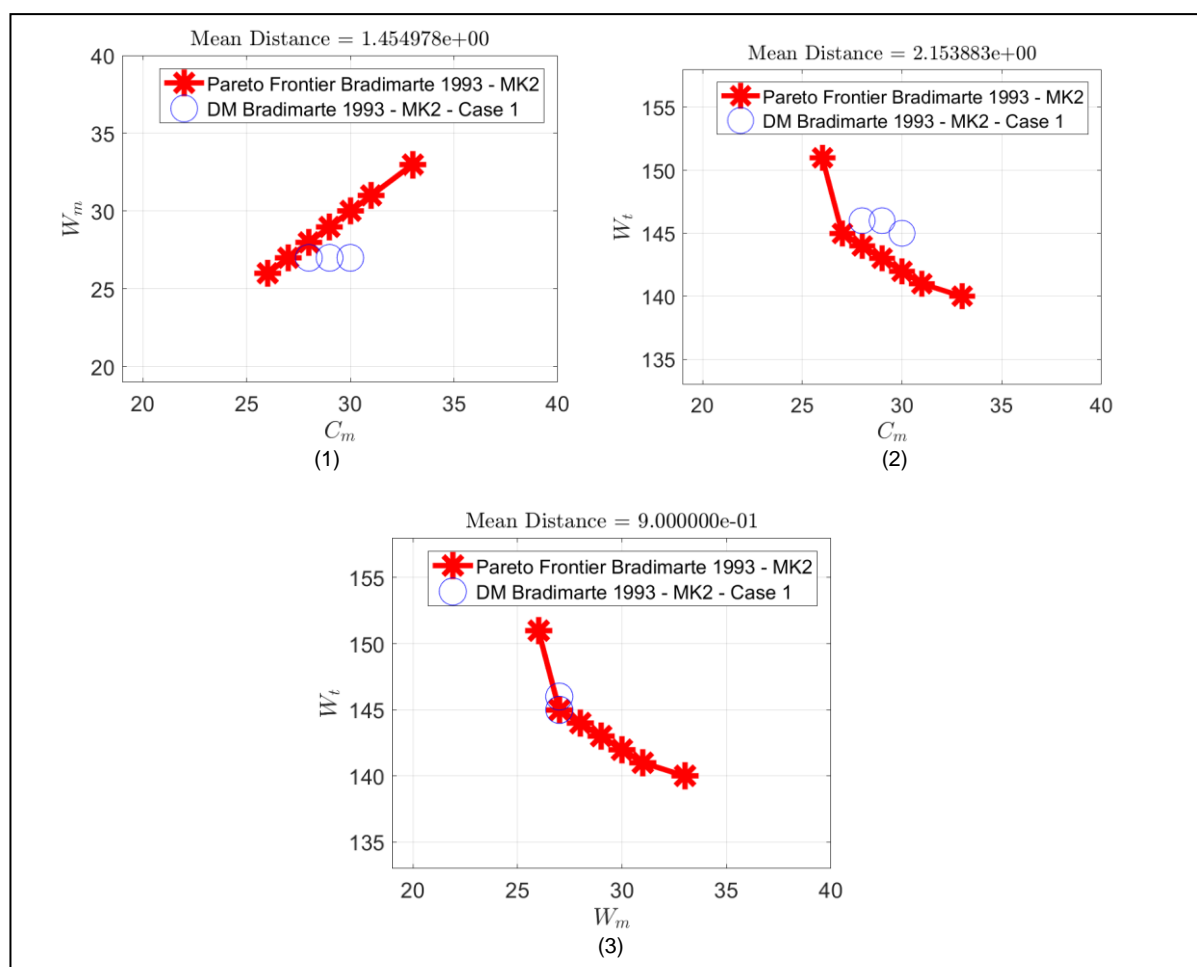 Mean Distance = 1.454978e+00
Pareto Frontier Bradimarte 1993 - MK2
DM Bradimarte 1993 - MK2 - Case 1
40
35
30
25
20
W_m
20 25 30 35 40
C_m
(1)
Mean Distance = 2.153883e+00
Pareto Frontier Bradimarte 1993 - MK2
DM Bradimarte 1993 - MK2 - Case 1
155
150
145
140
135
W_t
20 25 30 35 40
C_m
(2)
Mean Distance = 9.000000e-01
Pareto Frontier Bradimarte 1993 - MK2
DM Bradimarte 1993 - MK2 - Case 1
155
150
145
140
135
W_t
20 25 30 35 40
W_m
(3)